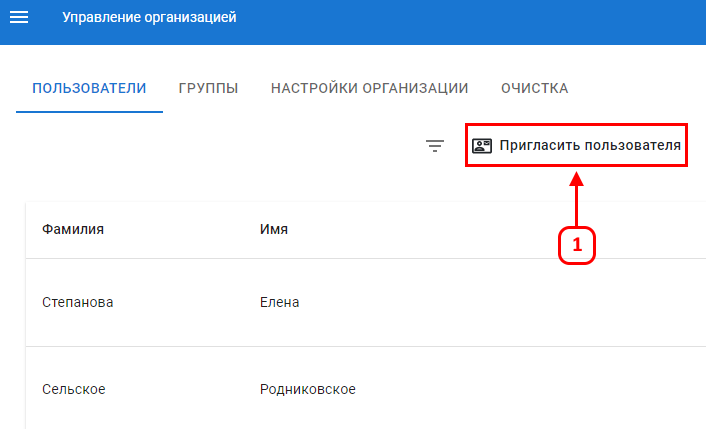 Управление организацией
ПОЛЬЗОВАТЕЛИ ГРУППЫ НАСТРОЙКИ ОРГАНИЗАЦИИ ОЧИСТКА
Пригласить пользователя
1
Фамилия Имя
Степанова Елена
Сельское Родниковское